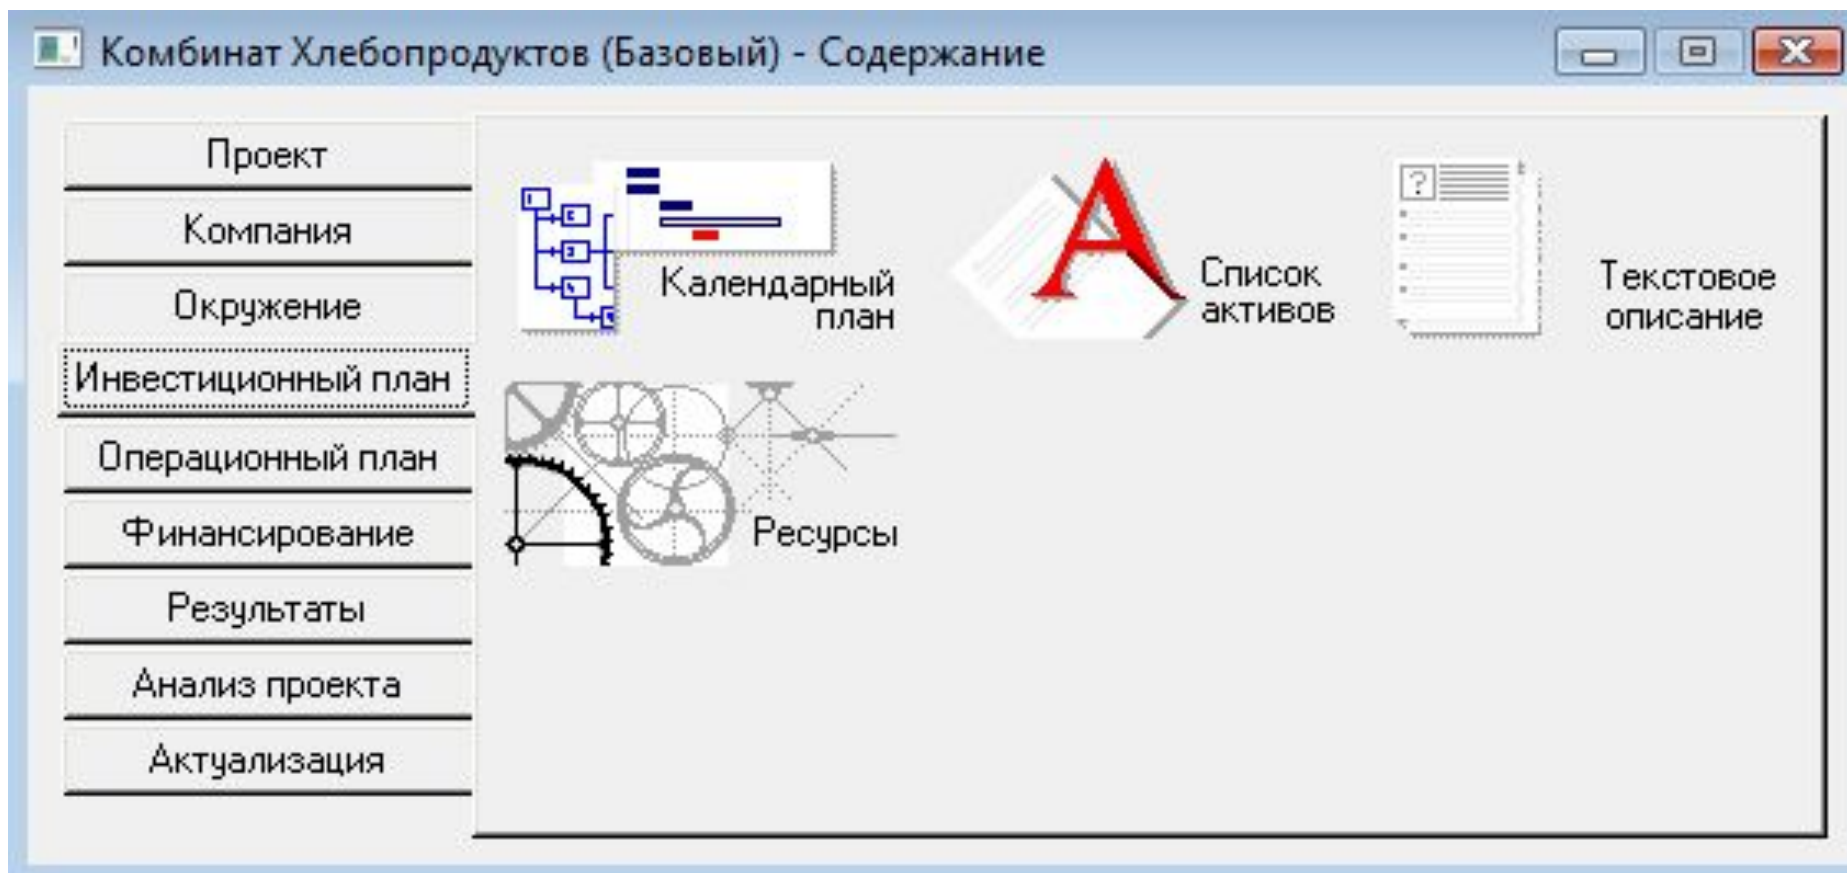 Комбинат Хлебопродуктов (Базовый) - Содержание
Проект
Компания
Окружение
Инвестиционный план
Операционный план
Финансирование
Результаты
Анализ проекта
Актуализация
Календарный
план
Список
активов
?
Текстовое
описание
Ресурсы